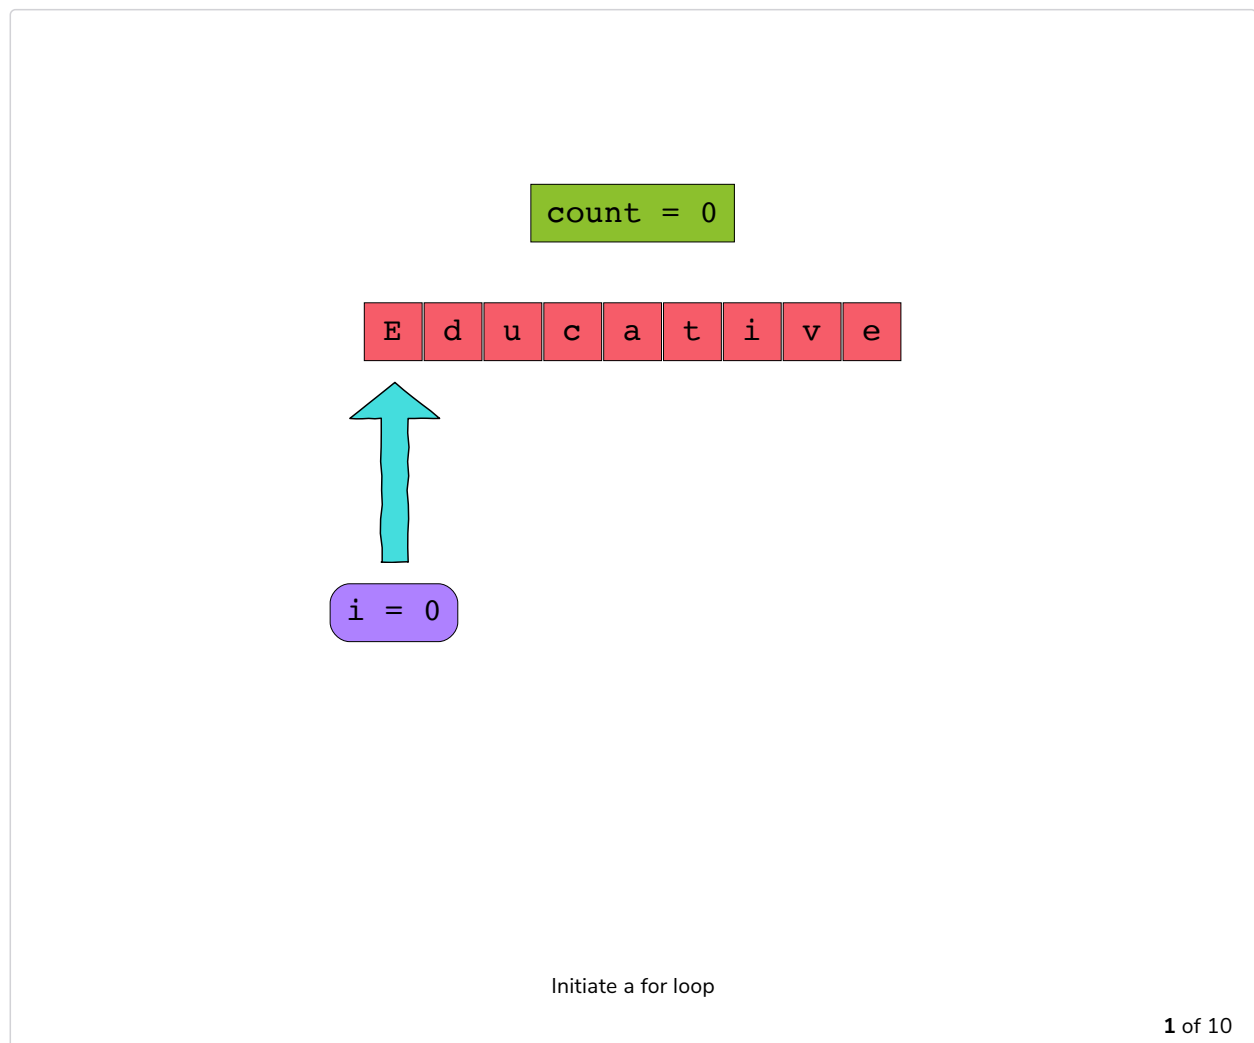 count = 0
E d u c a t i v e
i = 0
Initiate a for loop
1 of 10